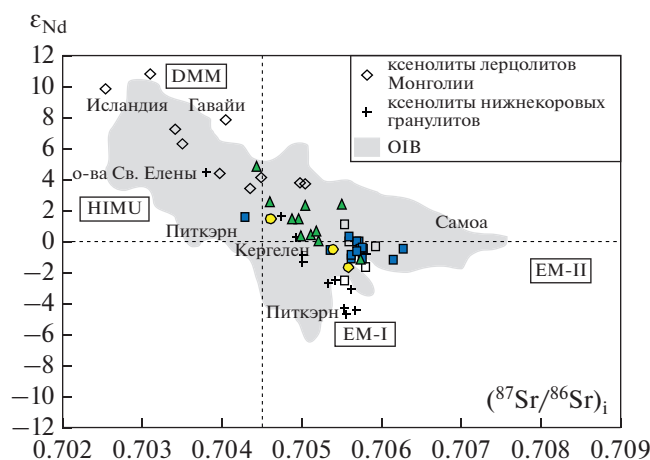 εNd
12
10
8
6
4
2
0
−2
−4
−6
−8
−10
−12
DMM
Исландия
Гавайи
о-ва Св. Елены
HIMU
Питкэрн
Кергелен
Самоа
EM-II
Питкэрн
EM-I
ксенолиты лерцолитов
Монголии
ксенолиты нижнекоровых
гранулитов
OIB
(⁸⁷Sr/⁸⁶Sr)i
0.702
0.703
0.704
0.705
0.706
0.707
0.708
0.709